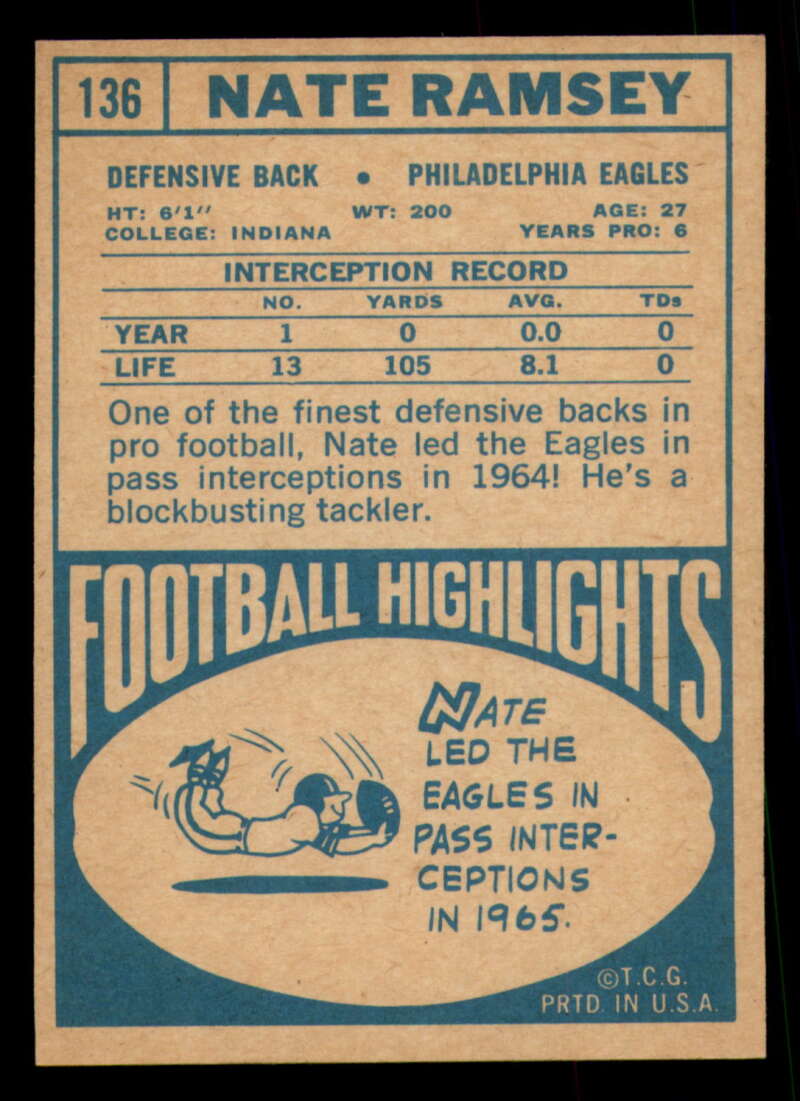 136 NATE RAMSEY
DEFENSIVE BACK • PHILADELPHIA EAGLES
HT: 6'1'' WT: 200 AGE: 27
COLLEGE: INDIANA YEARS PRO: 6
INTERCEPTION RECORD
NO. YARDS AVG. TDs
YEAR 1 0 0.0 0
LIFE 13 105 8.1 0
One of the finest defensive backs in
pro football, Nate led the Eagles in
pass interceptions in 1964! He's a
blockbusting tackler.
FOOTBALL HIGHLIGHTS
NATE
LED THE
EAGLES IN
PASS INTER-
CEPTIONS
IN 1965.
©T.C.G.
PRTD. IN U.S.A.